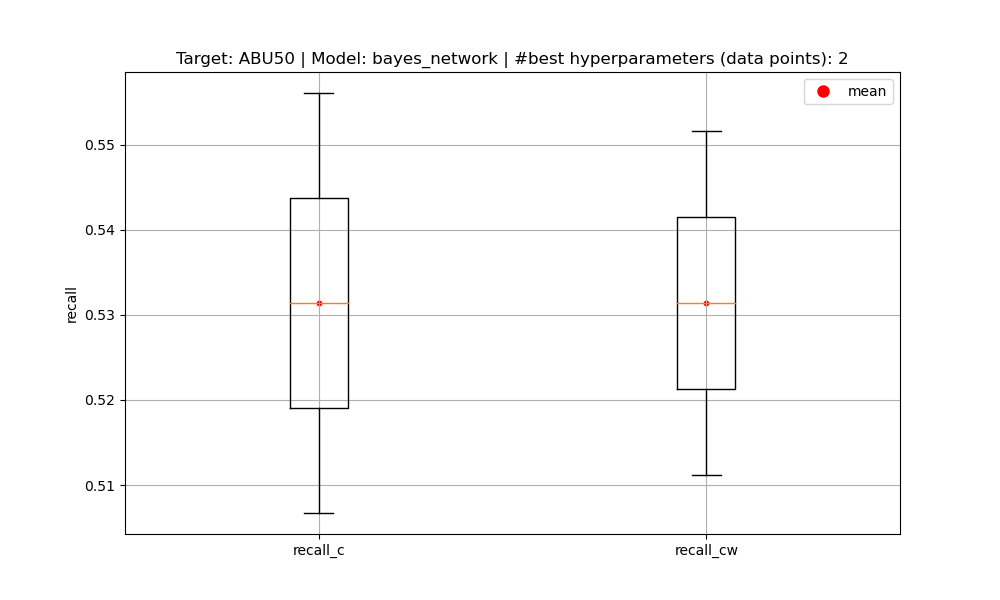 Target: ABU50 | Model: bayes_network | #best hyperparameters (data points): 2
mean
0.55
0.54
0.53
0.52
0.51
recall
recall_c
recall_cw